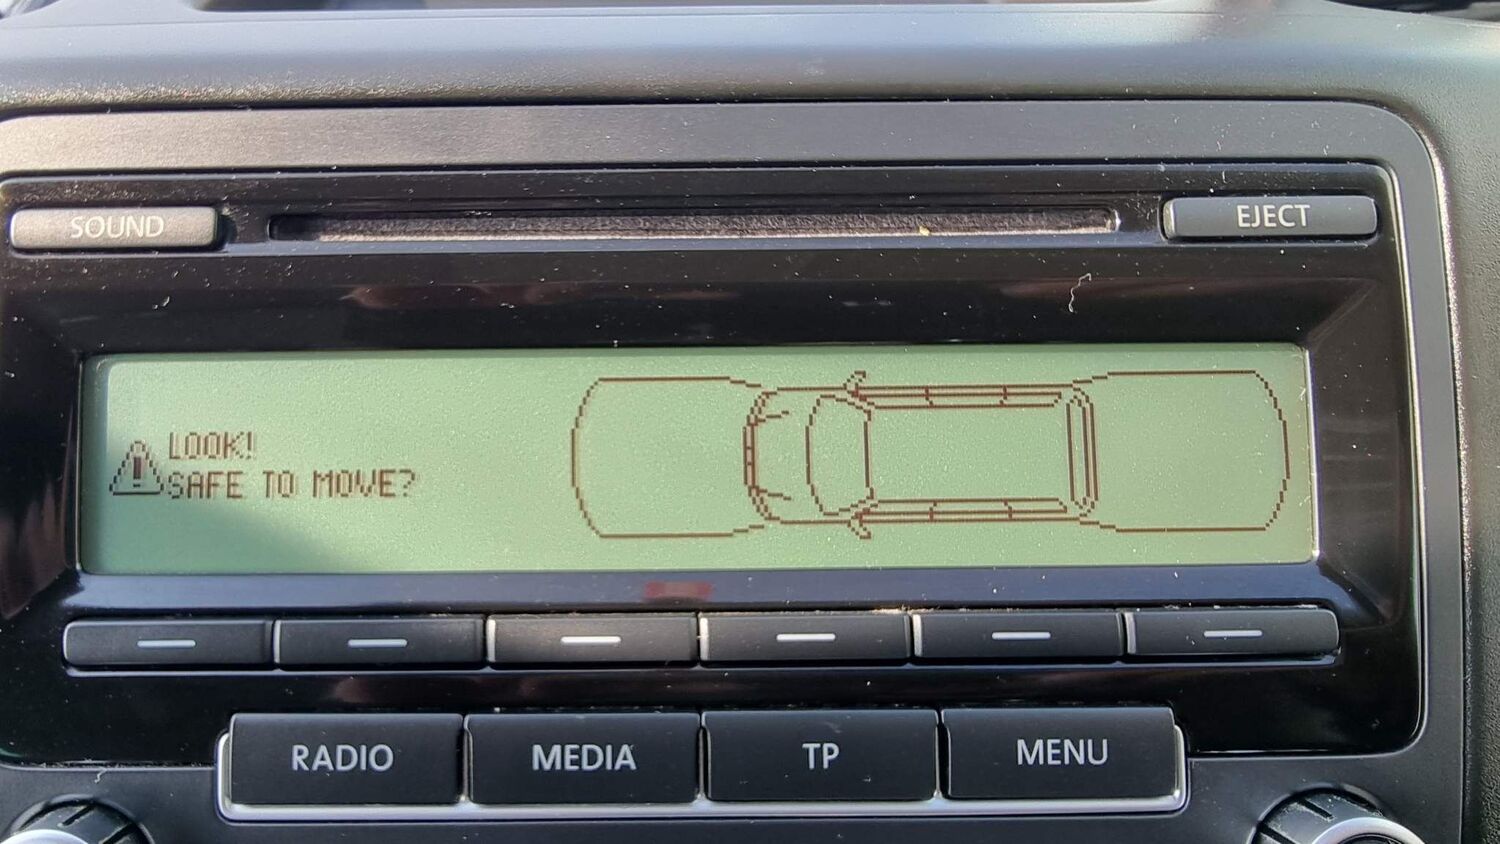 SOUND
EJECT
LOOK!
SAFE TO MOVE?
RADIO
MEDIA
TP
MENU